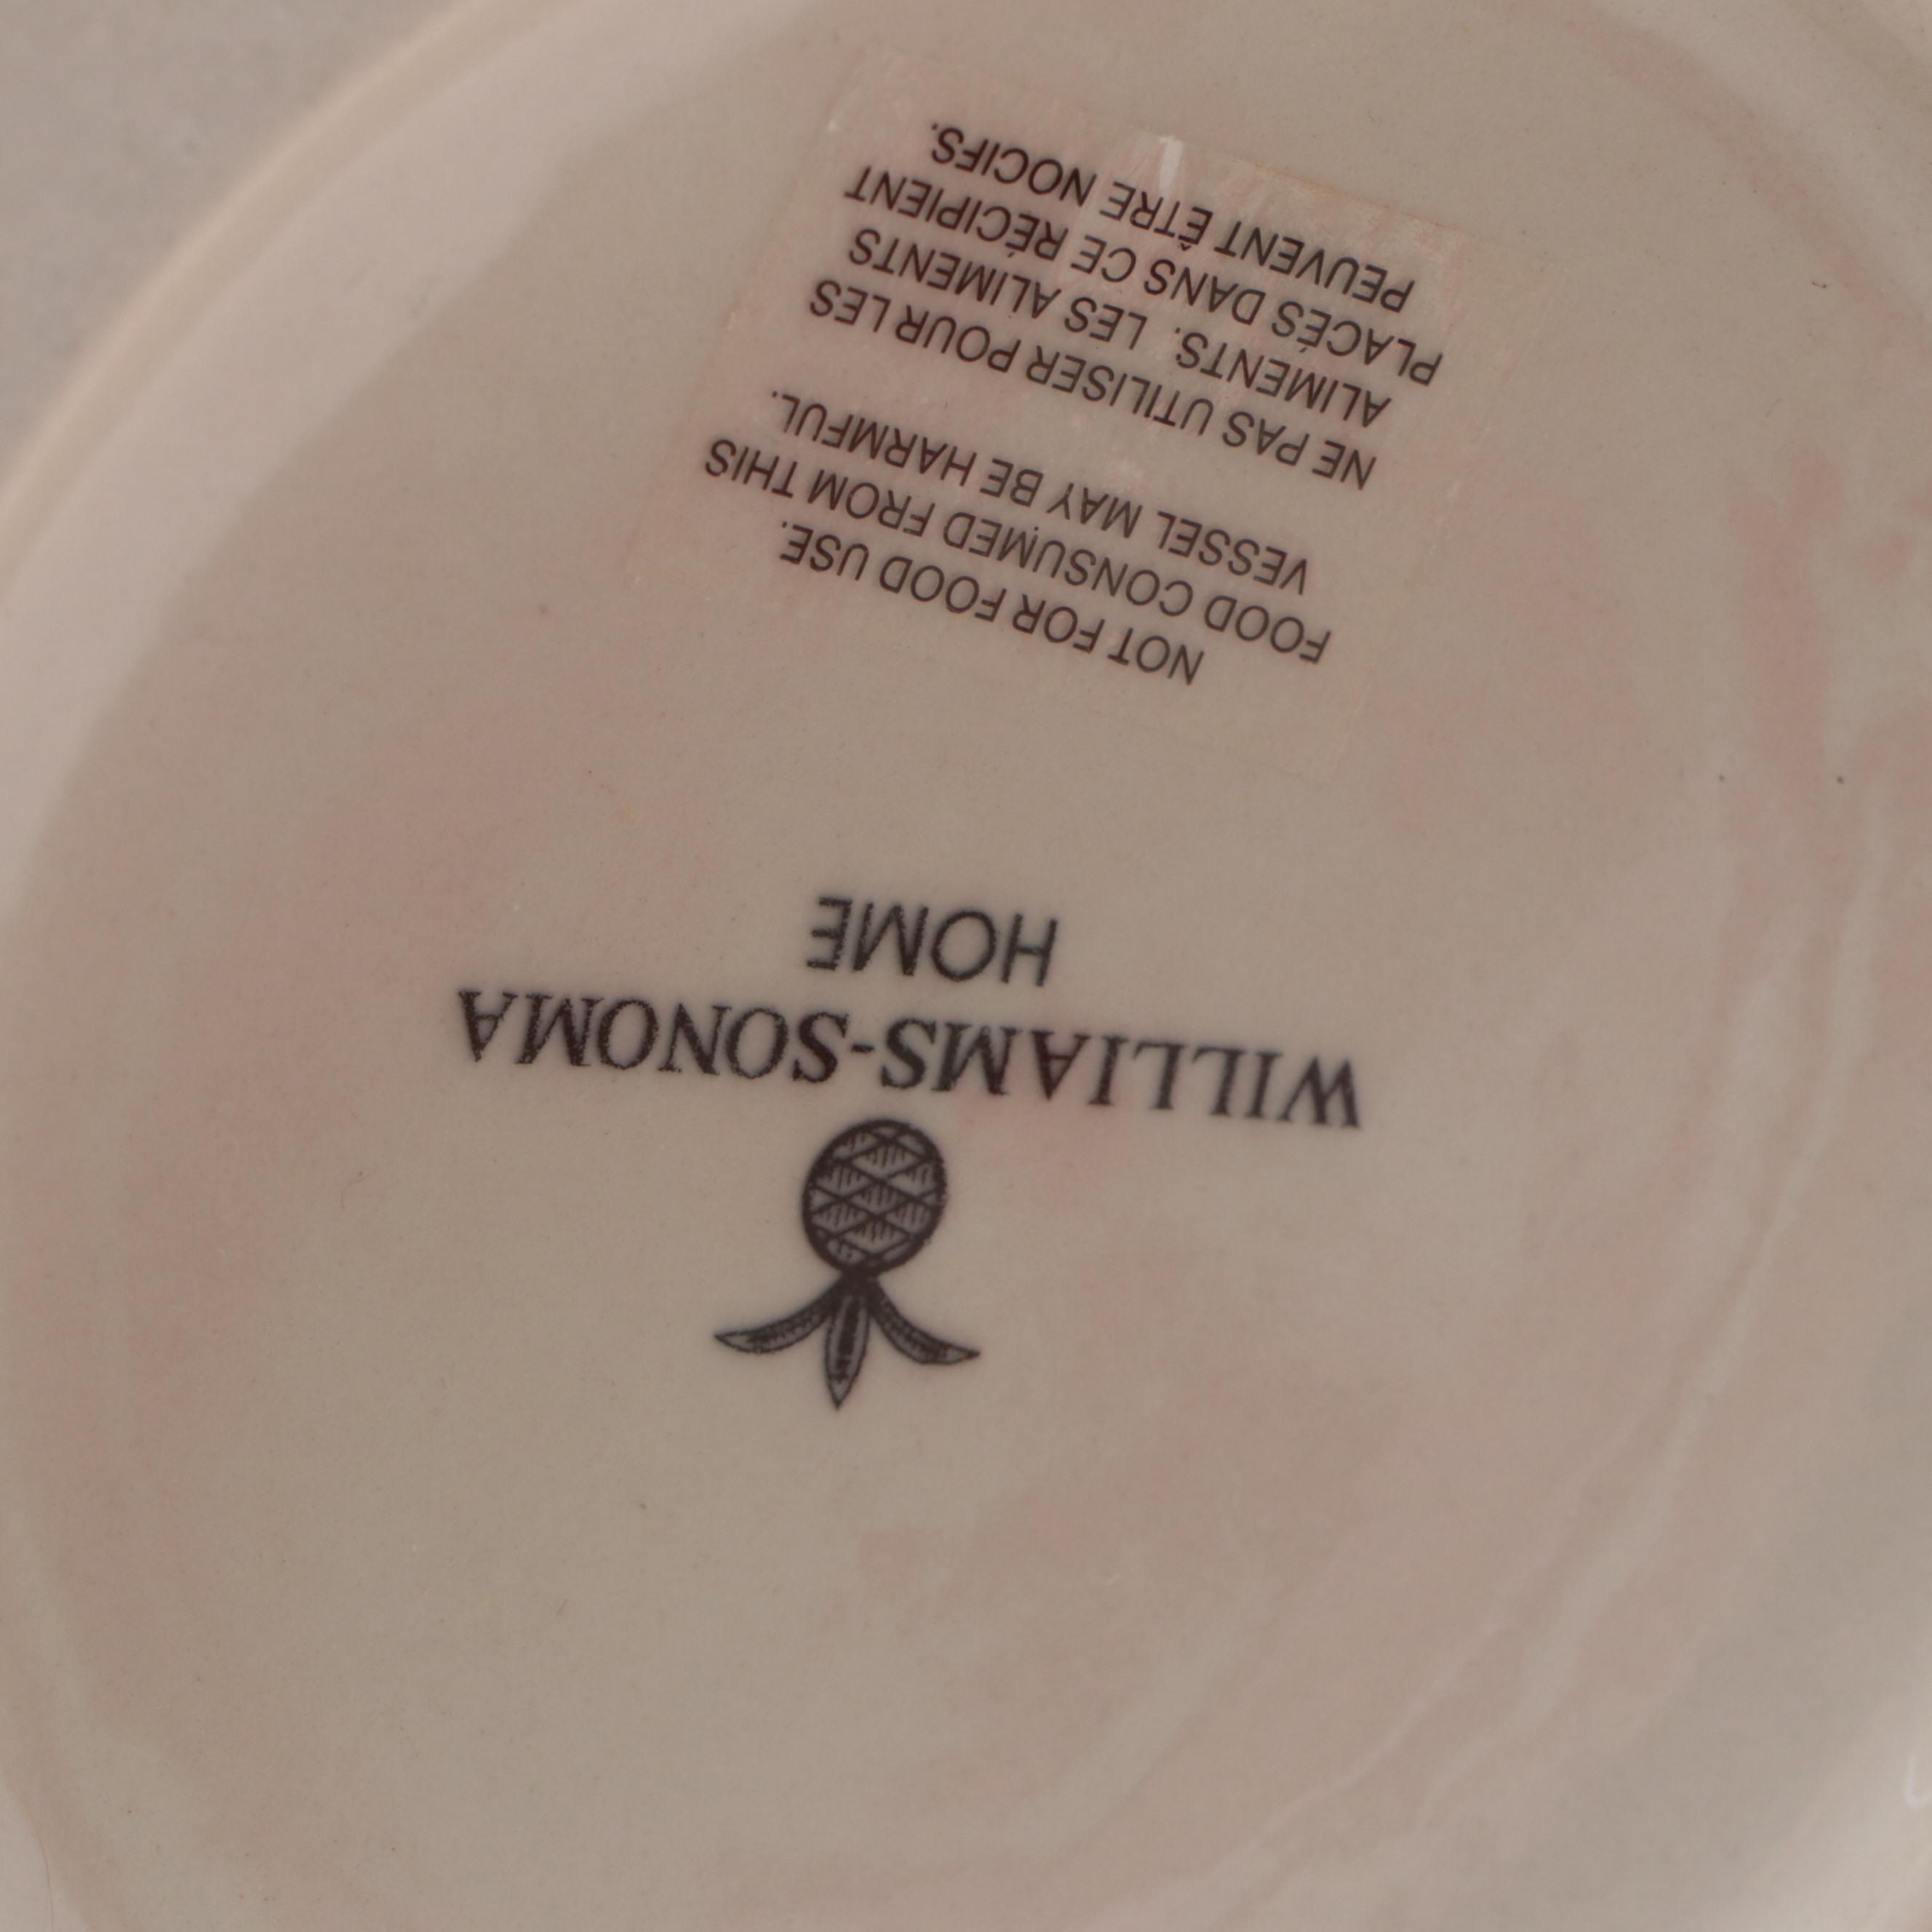 WILLIAMS-SONOMA
HOME
NOT FOR FOOD USE.
FOOD CONSUMED FROM THIS
VESSEL MAY BE HARMFUL.
NE PAS UTILISER POUR LES
ALIMENTS. LES ALIMENTS
PLACÉS DANS CE RÉCIPIENT
PEUVENT ÊTRE NOCIFS.